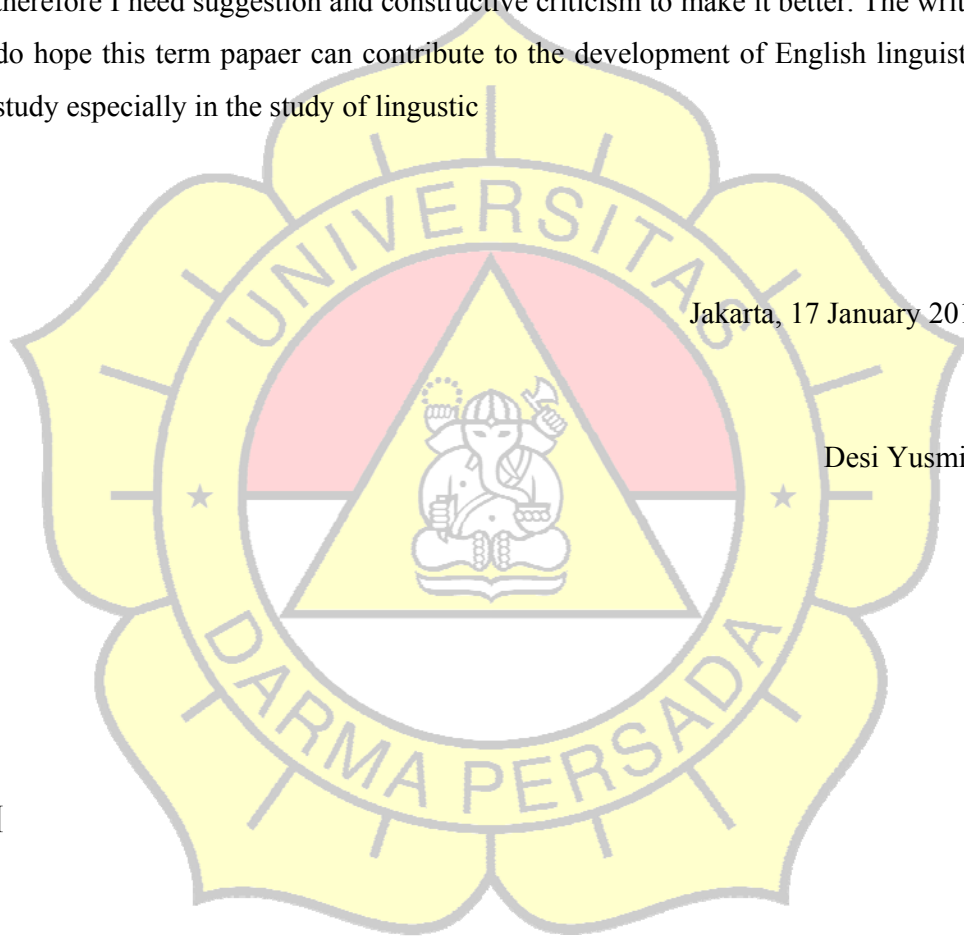 therefore I need suggestion and constructive criticism to make it better. The writ
do hope this term papaer can contribute to the development of English linguist
study especially in the study of lingustic
UNIVERSITAS
Jakarta, 17 January 201
Desi Yusmi
DARMA PERSADA